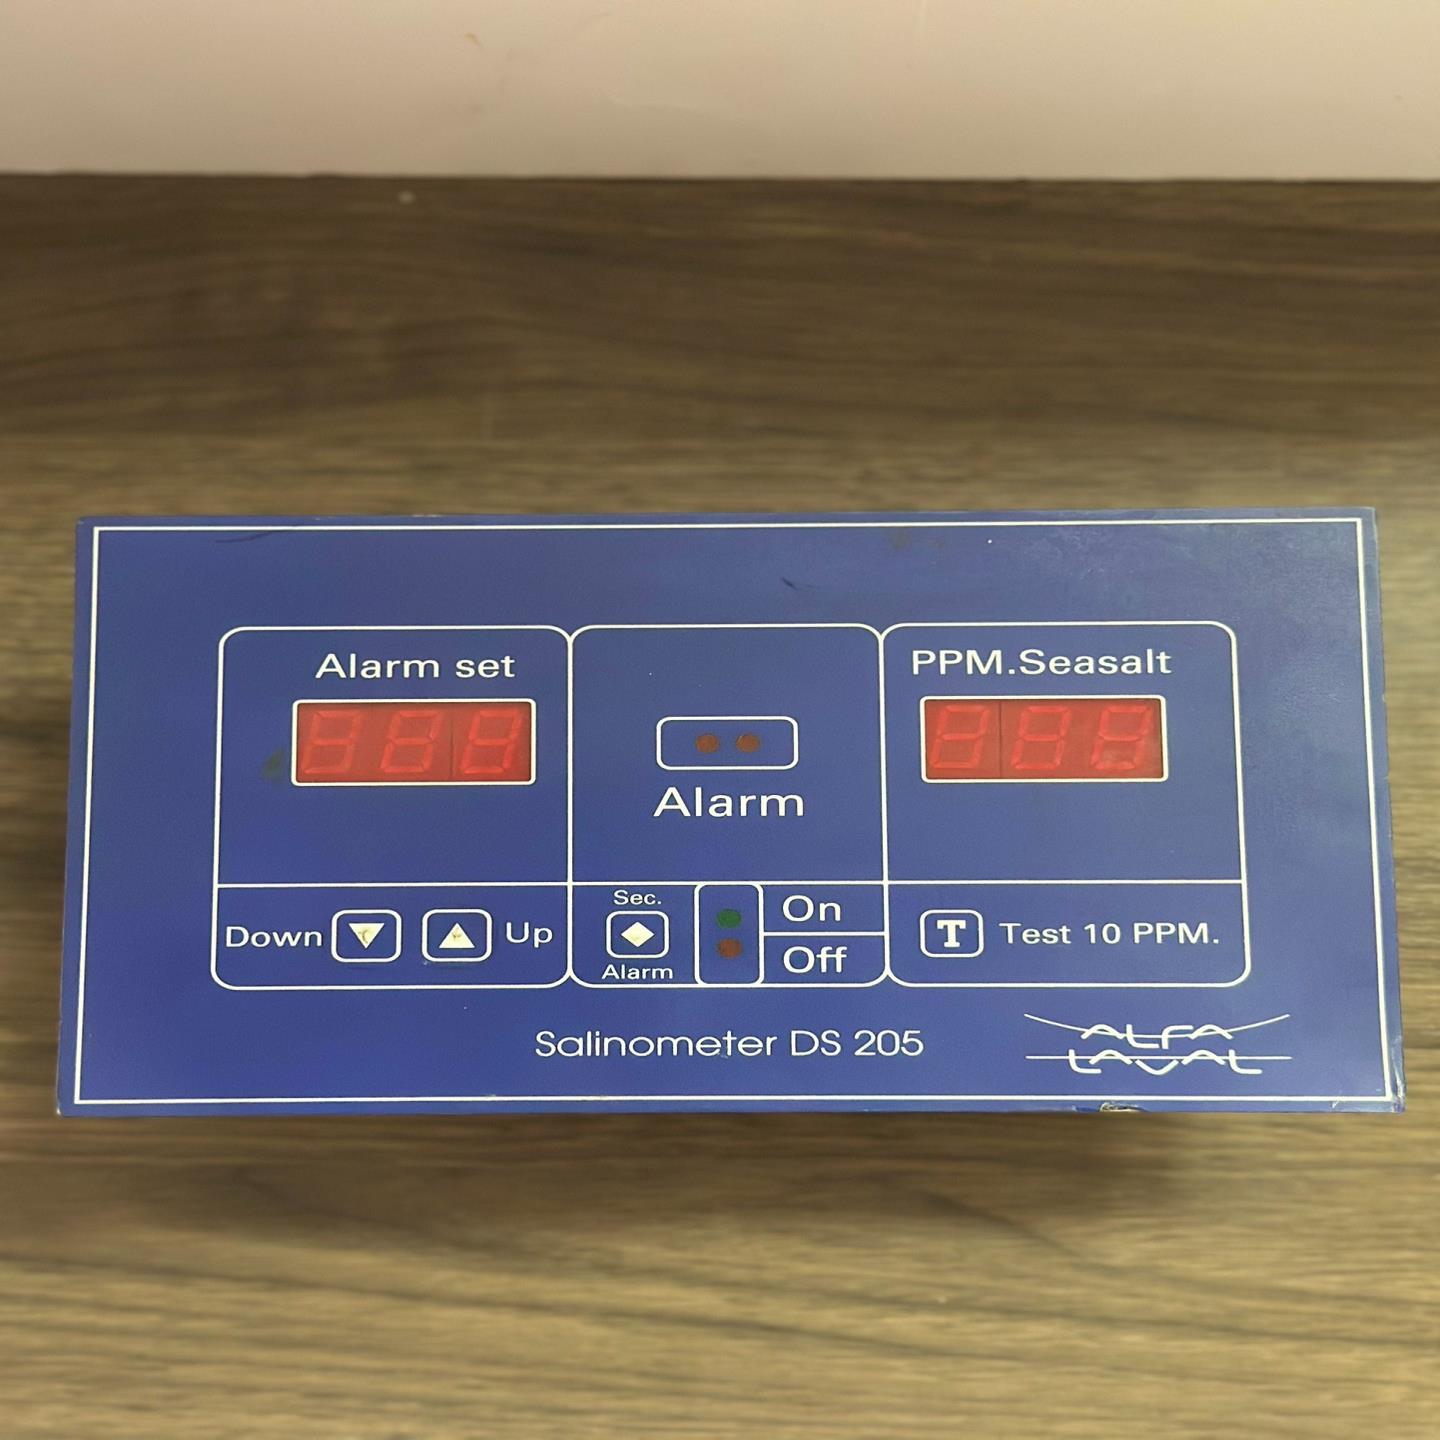 Alarm set
PPM.Seasalt
Alarm
Down
Up
Sec.
Alarm
On
Off
T
Test 10 PPM.
Salinometer DS 205
ALFA
LAVAL